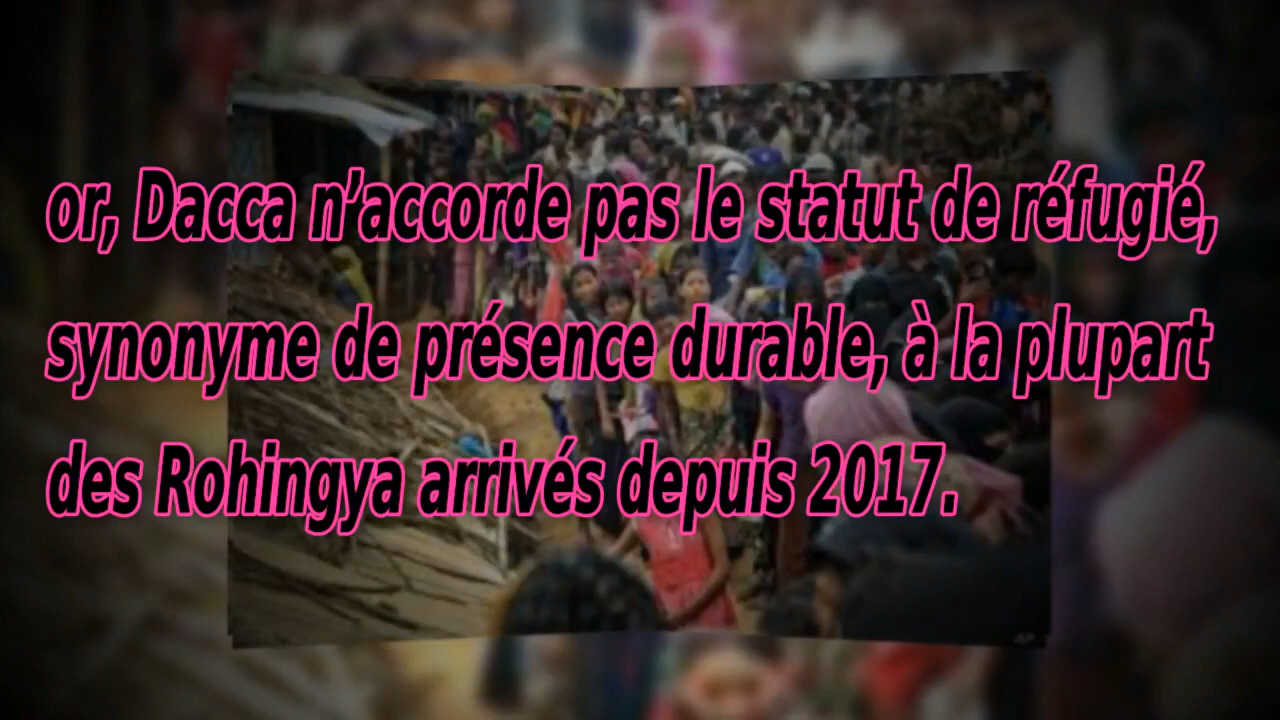 or, Dacca n’accorde pas le statut de réfugié,
synonyme de présence durable, à la plupart
des Rohingya arrivés depuis 2017.
AP